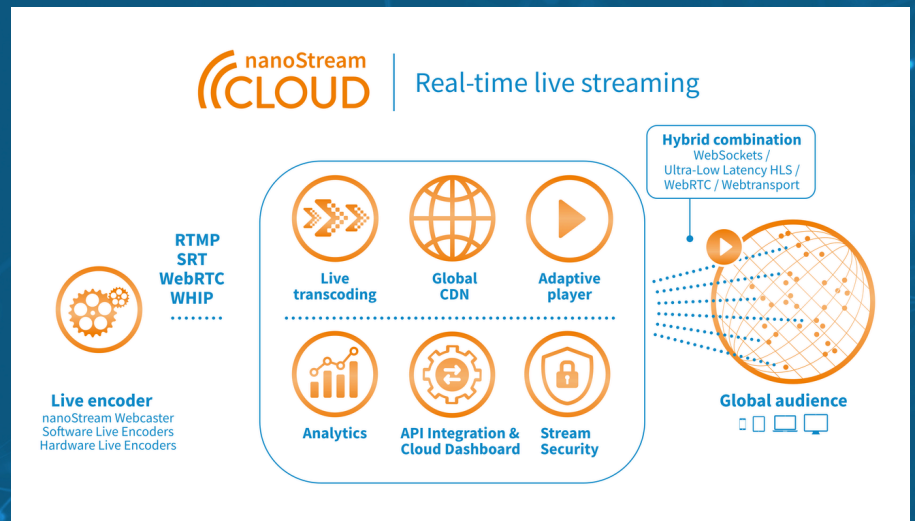 nanoStream
CLOUD
Real-time live streaming
Hybrid combination
WebSockets /
Ultra-Low Latency HLS /
WebRTC / Webtransport
RTMP
SRT
WebRTC
WHIP
Live
transcoding
Global
CDN
Adaptive
player
Live encoder
nanoStream Webcaster
Software Live Encoders
Hardware Live Encoders
Analytics
API Integration &
Cloud Dashboard
Stream
Security
Global audience